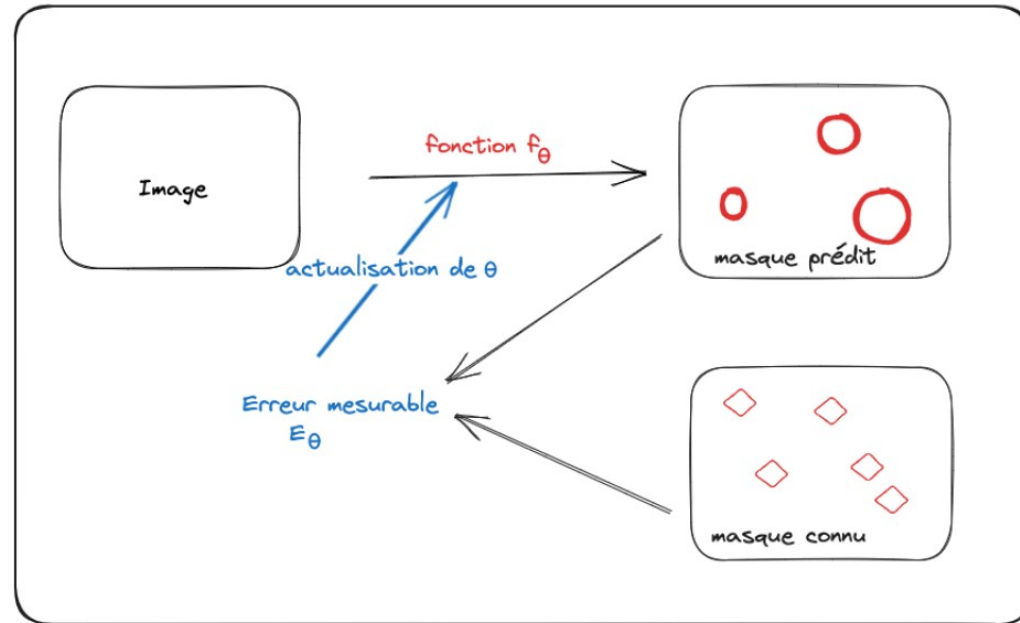 fonction fθ
Image
actualisation de θ
masque prédit
Erreur mesurable
Eθ
masque connu